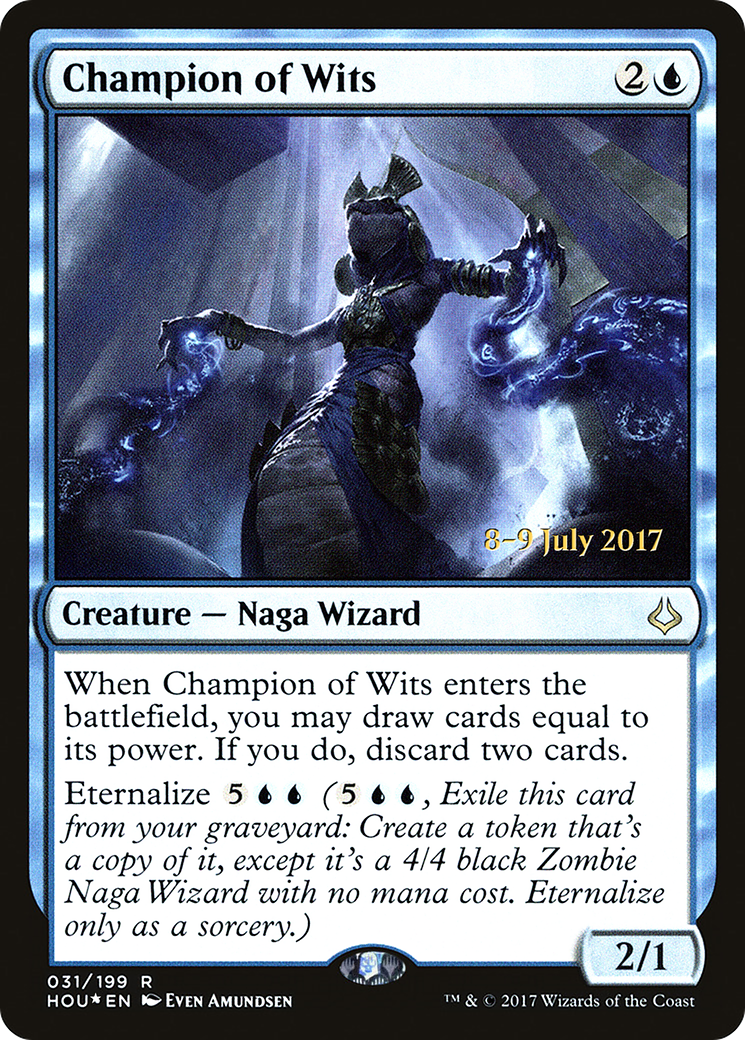 Champion of Wits 2
8–9 July 2017
Creature — Naga Wizard
When Champion of Wits enters the
battlefield, you may draw cards equal to
its power. If you do, discard two cards.
Eternalize 5 (5, Exile this card
from your graveyard: Create a token that's
a copy of it, except it's a 4/4 black Zombie
Naga Wizard with no mana cost. Eternalize
only as a sorcery.)
2/1
031/199 R
HOU★EN Even Amundsen
™ & © 2017 Wizards of the Coast